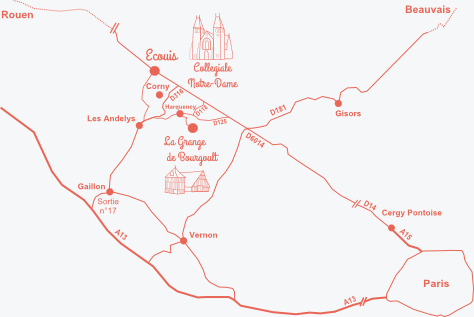 Rouen
Beauvais
Ecouis
Collegiale
Notre-Dame
Corny
D316
Harquency
D118
D125
D181
Gisors
Les Andelys
La Grange
de Bourgoult
D6014
Gaillon
Sortie
n°17
A13
Vernon
D14
Cergy Pontoise
A15
Paris
A13